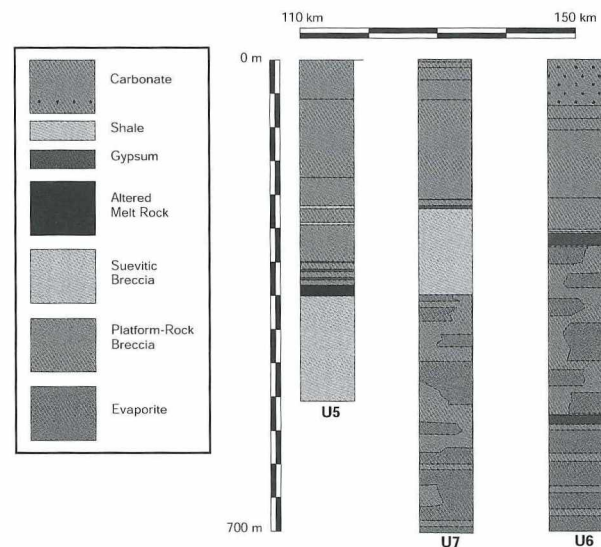 110 km
150 km
0 m
Carbonate
Shale
Gypsum
Altered
Melt Rock
Suevitic
Breccia
Platform-Rock
Breccia
Evaporite
U5
700 m
U7
U6